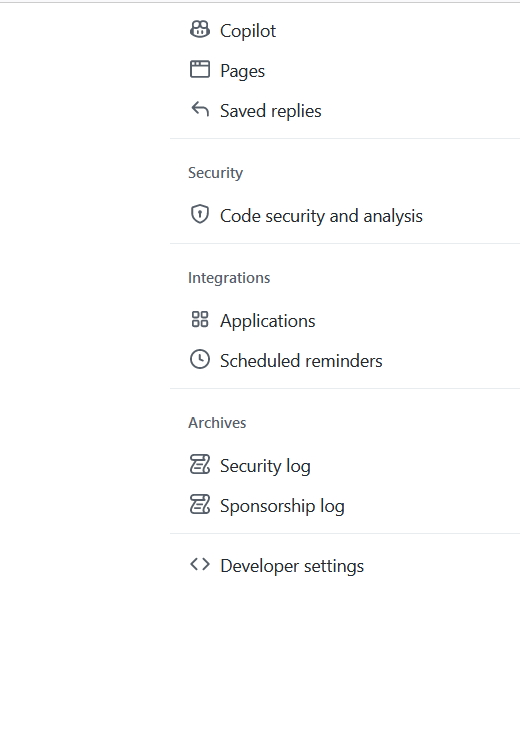 Copilot
Pages
Saved replies
Security
Code security and analysis
Integrations
Applications
Scheduled reminders
Archives
Security log
Sponsorship log
Developer settings